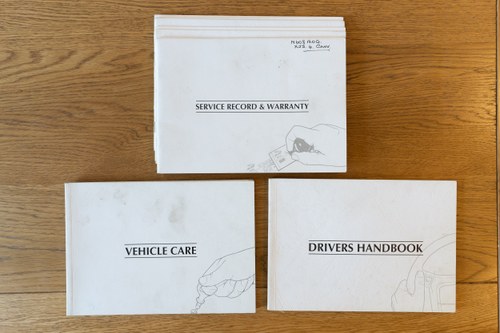 SERVICE RECORD & WARRANTY
VEHICLE CARE
DRIVERS HANDBOOK